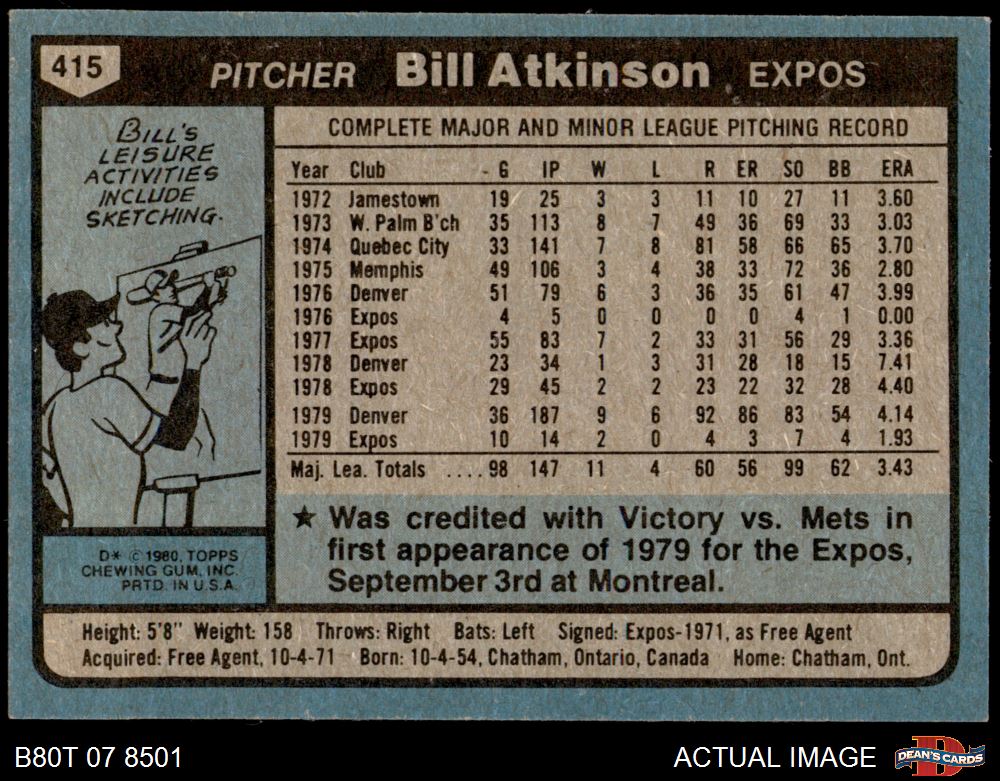 415
PITCHER Bill Atkinson EXPOS
BILL'S
LEISURE
ACTIVITIES
INCLUDE
SKETCHING.
COMPLETE MAJOR AND MINOR LEAGUE PITCHING RECORD
Year Club G IP W L R ER SO BB ERA
1972 Jamestown 19 25 3 3 11 10 27 11 3.60
1973 W. Palm B'ch 35 113 8 7 49 36 69 33 3.03
1974 Quebec City 33 141 7 8 81 58 66 65 3.70
1975 Memphis 49 106 3 4 38 33 72 36 2.80
1976 Denver 51 79 6 3 36 35 61 47 3.99
1976 Expos 4 5 0 0 0 0 4 1 0.00
1977 Expos 55 83 7 2 33 31 56 29 3.36
1978 Denver 23 34 1 3 31 28 18 15 7.41
1978 Expos 29 45 2 2 23 22 32 28 4.40
1979 Denver 36 187 9 6 92 86 83 54 4.14
1979 Expos 10 14 2 0 4 3 7 4 1.93
Maj. Lea. Totals ....98 147 11 4 60 56 99 62 3.43
★ Was credited with Victory vs. Mets in
first appearance of 1979 for the Expos,
September 3rd at Montreal.
D* © 1980, TOPPS
CHEWING GUM, INC.
PRTD. IN U.S.A.
Height: 5'8" Weight: 158 Throws: Right Bats: Left Signed: Expos-1971, as Free Agent
Acquired: Free Agent, 10-4-71 Born: 10-4-54, Chatham, Ontario, Canada Home: Chatham, Ont.
B80T 07 8501 ACTUAL IMAGE
D
DEAN'S CARDS